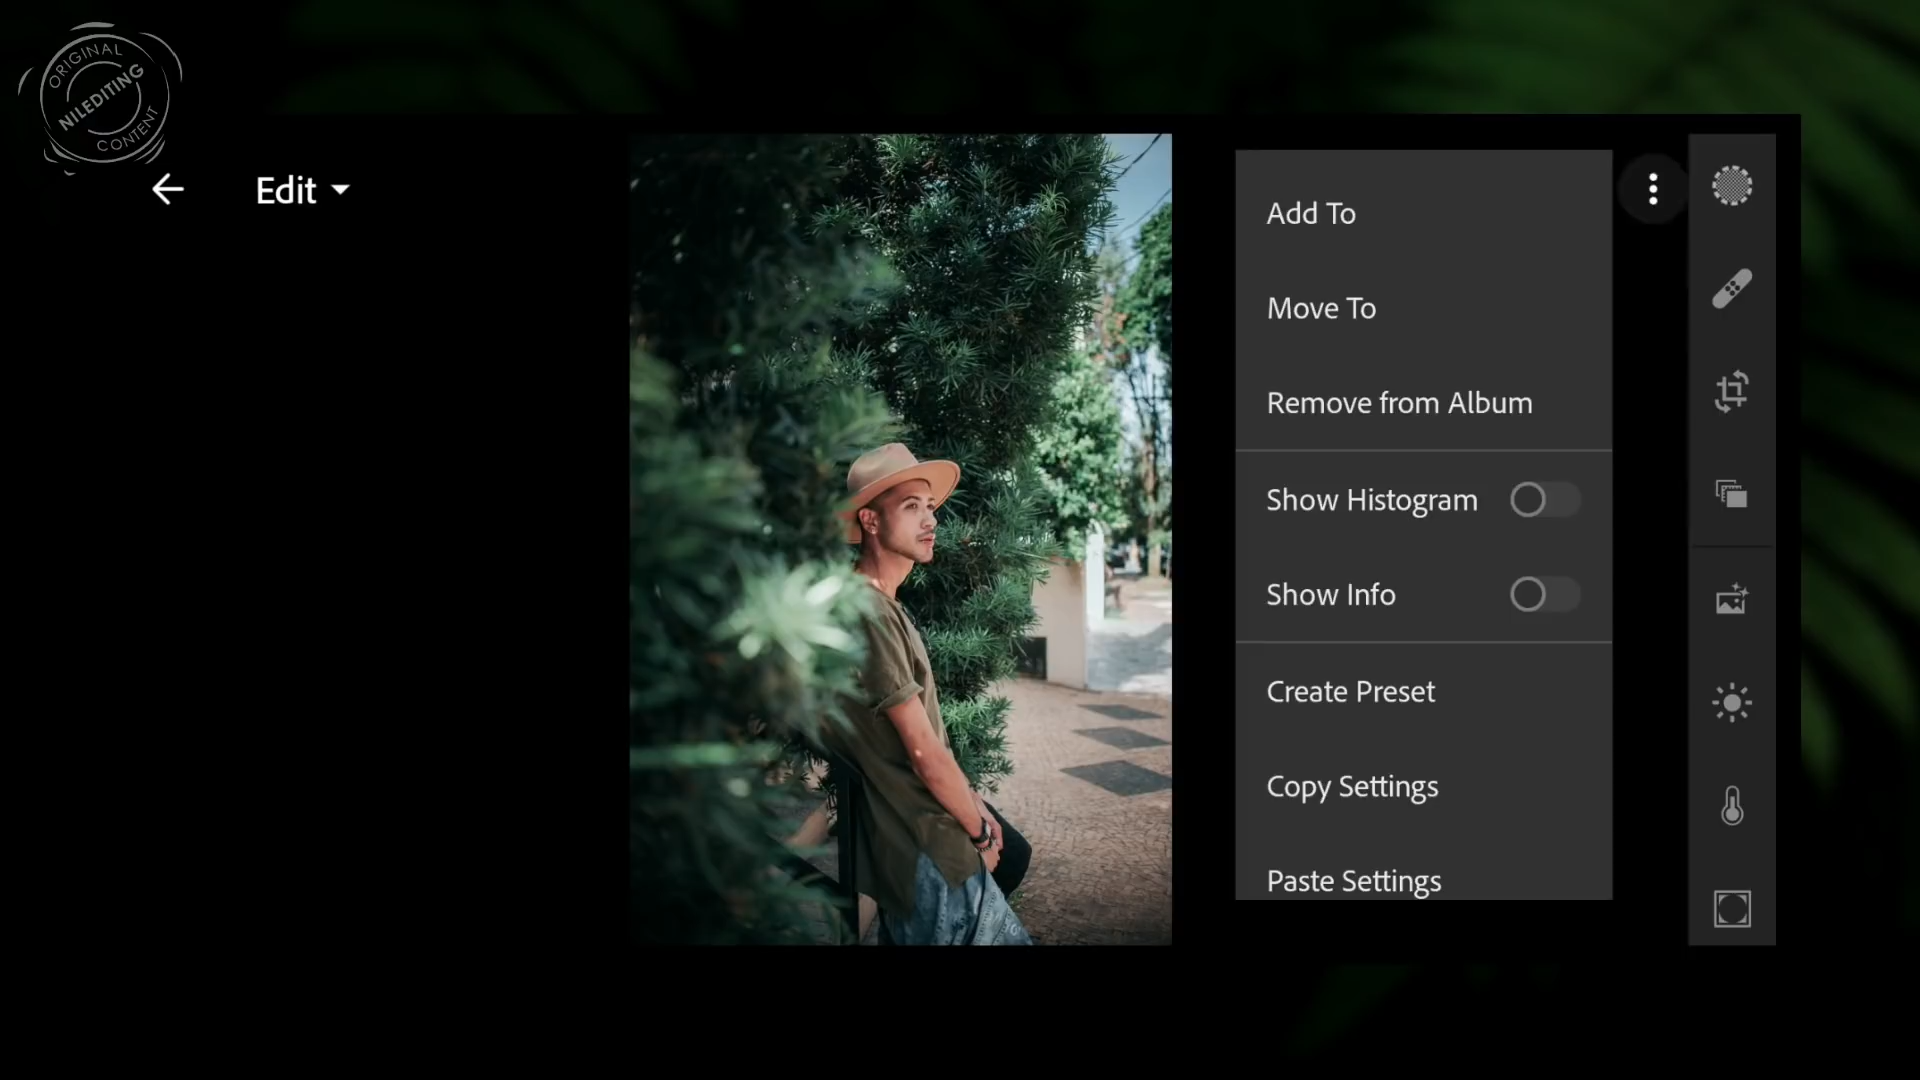 ORIGINAL
NILEDITING
CONTENT
Edit
Add To
Move To
Remove from Album
Show Histogram
Show Info
Create Preset
Copy Settings
Paste Settings